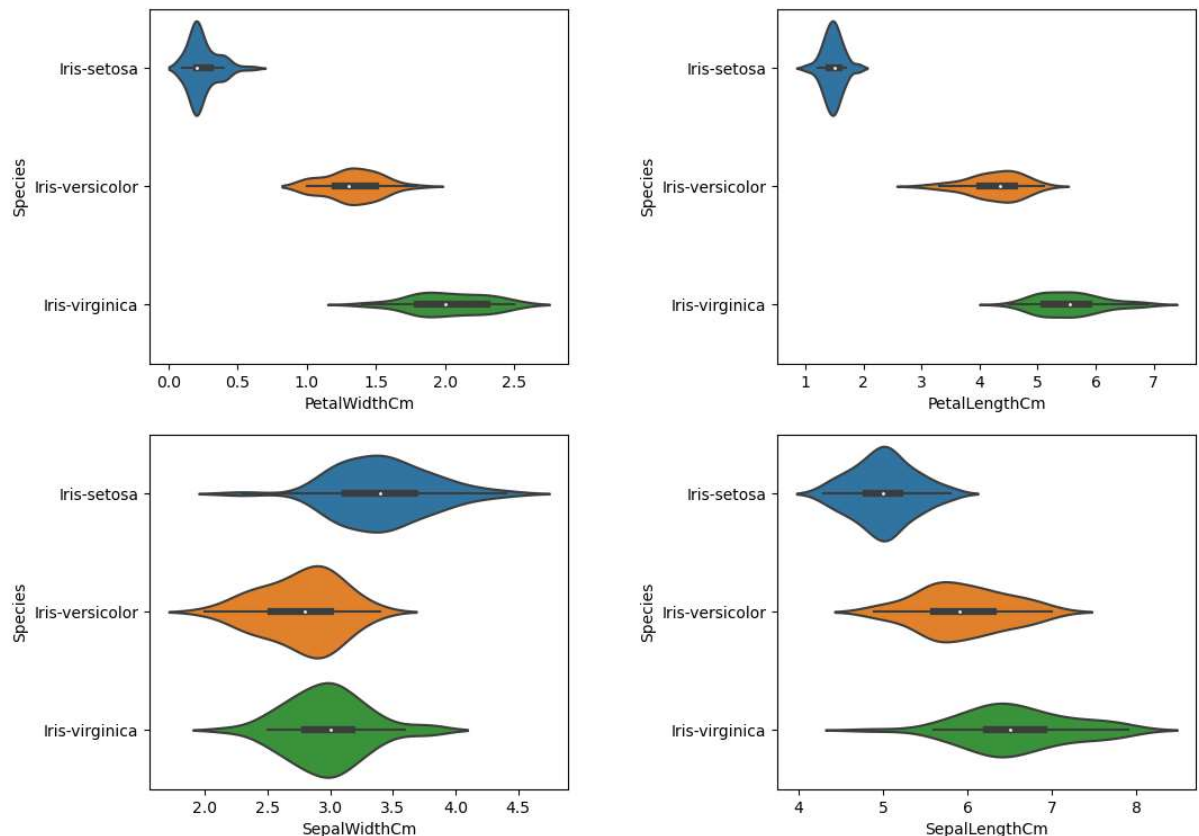 Iris-setosa
Iris-versicolor
Iris-virginica
Species
0.0 0.5 1.0 1.5 2.0 2.5
PetalWidthCm
Iris-setosa
Iris-versicolor
Iris-virginica
Species
1 2 3 4 5 6 7
PetalLengthCm
Iris-setosa
Iris-versicolor
Iris-virginica
Species
2.0 2.5 3.0 3.5 4.0 4.5
SepalWidthCm
Iris-setosa
Iris-versicolor
Iris-virginica
Species
4 5 6 7 8
SepalLengthCm